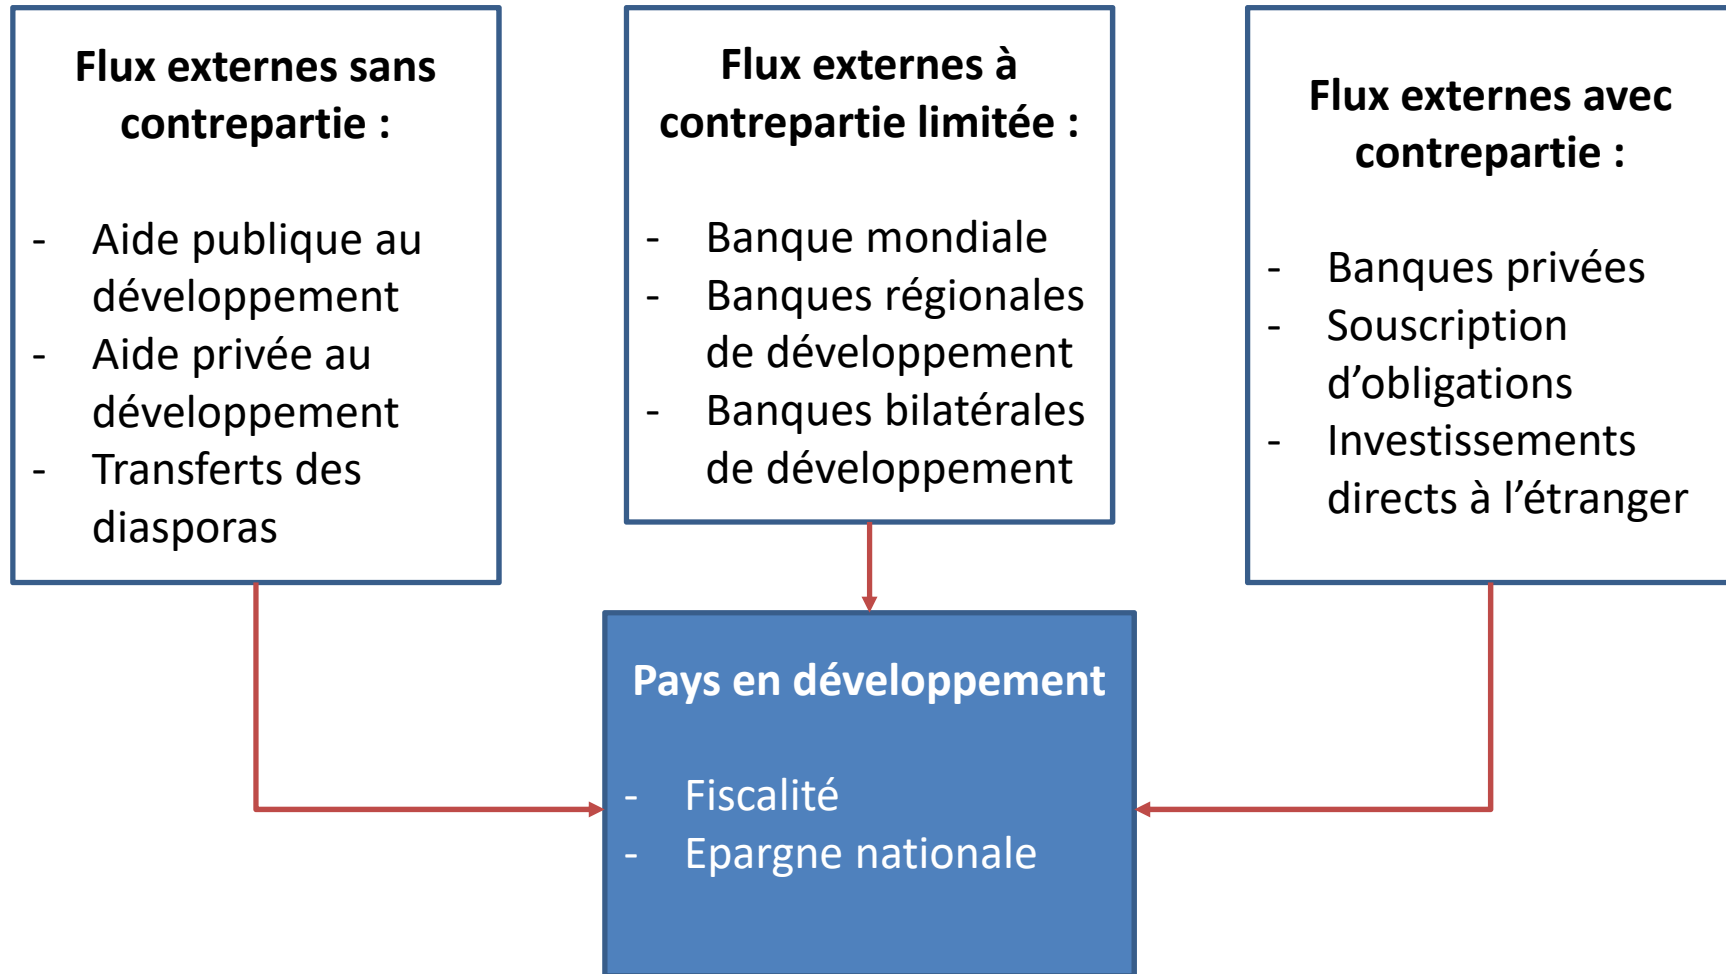 Flux externes sans
contrepartie :
- Aide publique au
développement
- Aide privée au
développement
- Transferts des
diasporas
Flux externes à
contrepartie limitée :
- Banque mondiale
- Banques régionales
de développement
- Banques bilatérales
de développement
Flux externes avec
contrepartie :
- Banques privées
- Souscription
d’obligations
- Investissements
directs à l’étranger
Pays en développement
- Fiscalité
- Epargne nationale